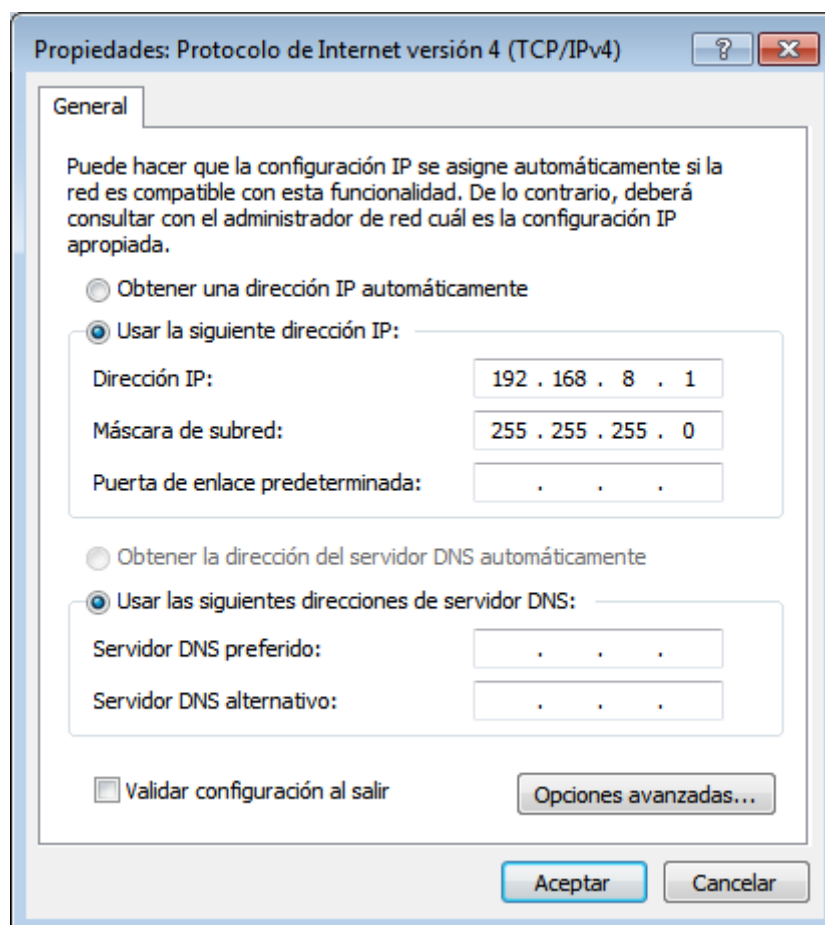 Propiedades: Protocolo de Internet versión 4 (TCP/IPv4)
?
General
Puede hacer que la configuración IP se asigne automáticamente si la
red es compatible con esta funcionalidad. De lo contrario, deberá
consultar con el administrador de red cuál es la configuración IP
apropiada.
Obtener una dirección IP automáticamente
Usar la siguiente dirección IP:
Dirección IP: 192 . 168 . 8 . 1
Máscara de subred: 255 . 255 . 255 . 0
Puerta de enlace predeterminada: . . .
Obtener la dirección del servidor DNS automáticamente
Usar las siguientes direcciones de servidor DNS:
Servidor DNS preferido: . . .
Servidor DNS alternativo: . . .
Validar configuración al salir Opciones avanzadas...
Aceptar Cancelar